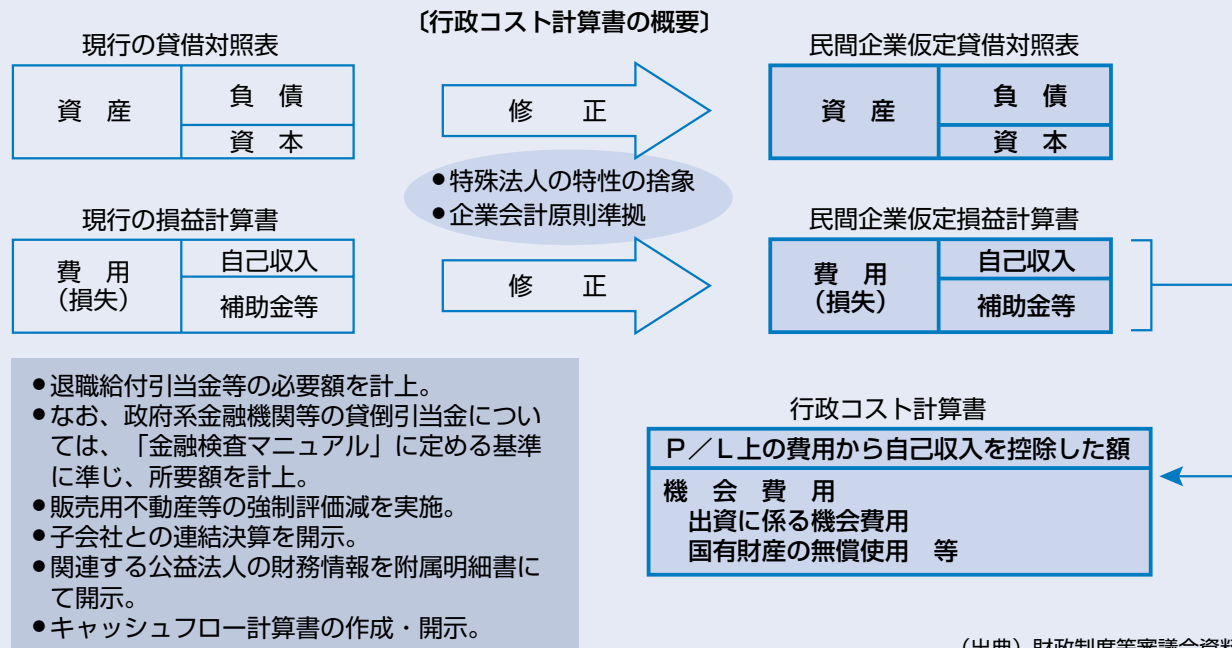 〔行政コスト計算書の概要〕
現行の貸借対照表
資 産
負 債
資 本
修 正
民間企業仮定貸借対照表
資 産
負 債
資 本
●特殊法人の特性の捨象
●企業会計原則準拠
現行の損益計算書
費 用
(損失)
自己収入
補助金等
修 正
民間企業仮定損益計算書
費 用
(損失)
自己収入
補助金等
●退職給付引当金等の必要額を計上。
●なお、政府系金融機関等の貸倒引当金につい
ては、「金融検査マニュアル」に定める基準
に準じ、所要額を計上。
●販売用不動産等の強制評価減を実施。
●子会社との連結決算を開示。
●関連する公益法人の財務情報を附属明細書に
て開示。
●キャッシュフロー計算書の作成・開示。
行政コスト計算書
P/L上の費用から自己収入を控除した額
機 会 費 用
出資に係る機会費用
国有財産の無償使用 等
(出典)財政制度等審議会資料